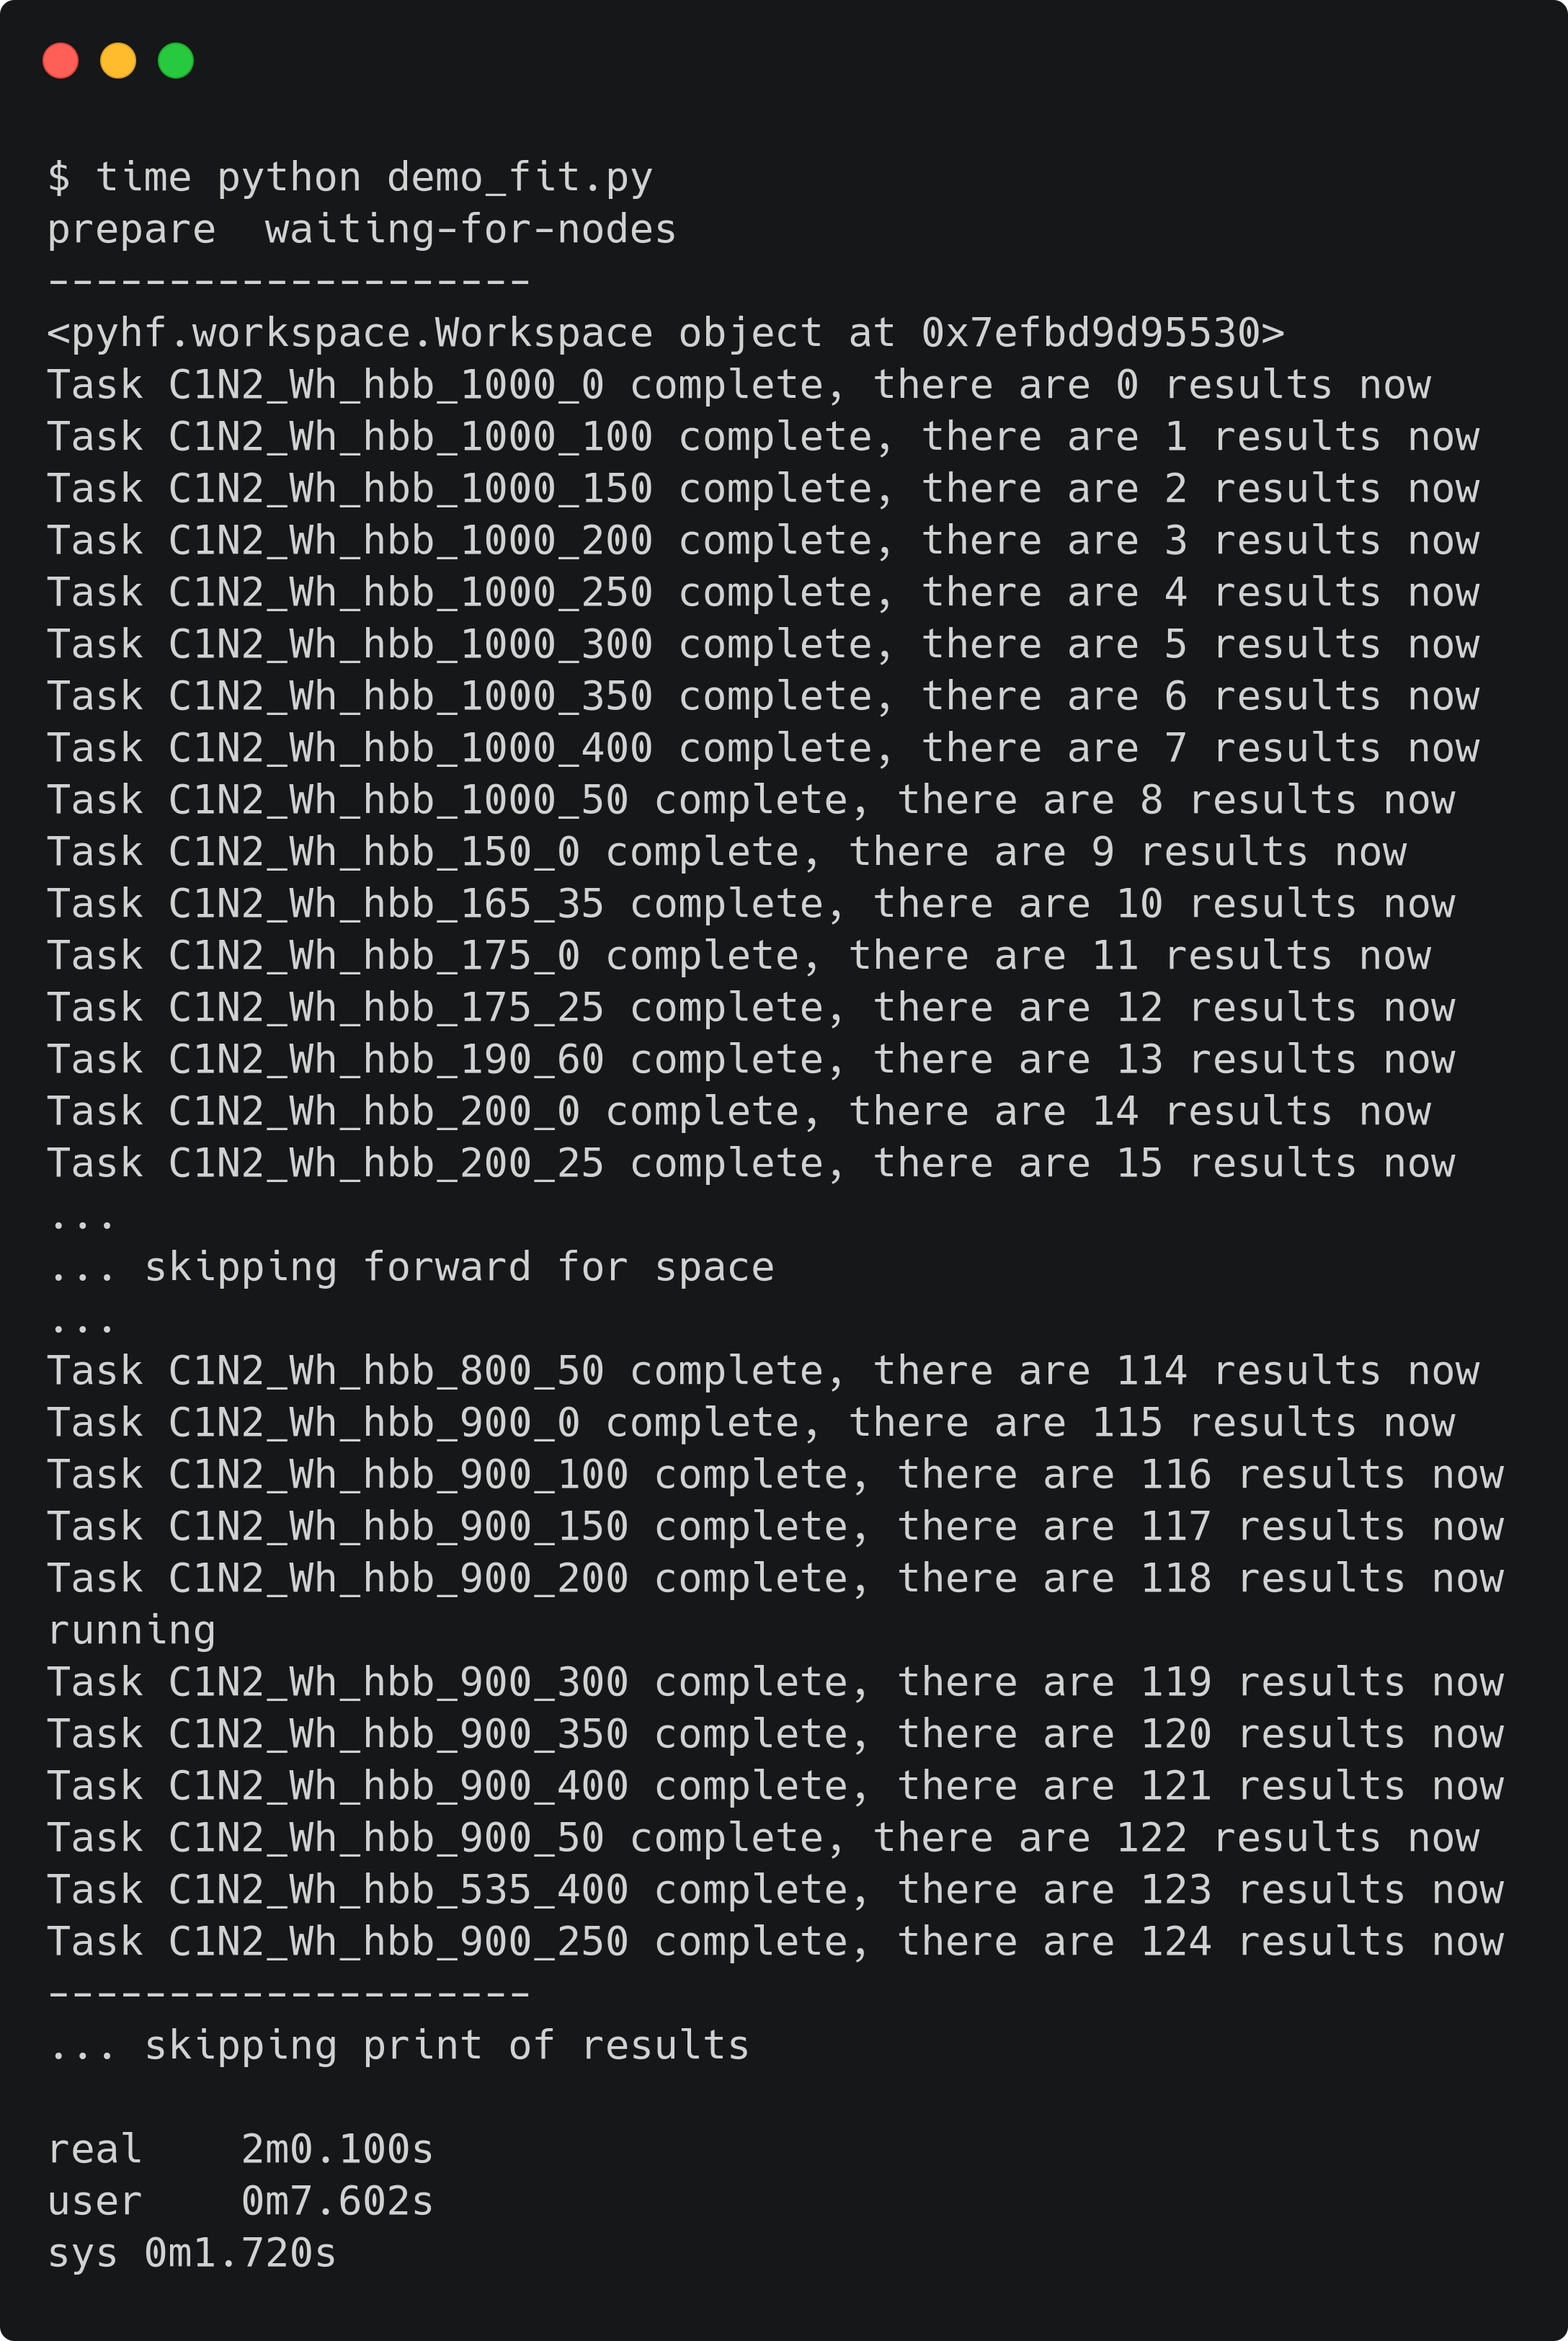 $ time python demo_fit.py
prepare  waiting-for-nodes
--------------------
<pyhf.workspace.Workspace object at 0x7efbd9d95530>
Task C1N2_Wh_hbb_1000_0 complete, there are 0 results now
Task C1N2_Wh_hbb_1000_100 complete, there are 1 results now
Task C1N2_Wh_hbb_1000_150 complete, there are 2 results now
Task C1N2_Wh_hbb_1000_200 complete, there are 3 results now
Task C1N2_Wh_hbb_1000_250 complete, there are 4 results now
Task C1N2_Wh_hbb_1000_300 complete, there are 5 results now
Task C1N2_Wh_hbb_1000_350 complete, there are 6 results now
Task C1N2_Wh_hbb_1000_400 complete, there are 7 results now
Task C1N2_Wh_hbb_1000_50 complete, there are 8 results now
Task C1N2_Wh_hbb_150_0 complete, there are 9 results now
Task C1N2_Wh_hbb_165_35 complete, there are 10 results now
Task C1N2_Wh_hbb_175_0 complete, there are 11 results now
Task C1N2_Wh_hbb_175_25 complete, there are 12 results now
Task C1N2_Wh_hbb_190_60 complete, there are 13 results now
Task C1N2_Wh_hbb_200_0 complete, there are 14 results now
Task C1N2_Wh_hbb_200_25 complete, there are 15 results now
...
... skipping forward for space
...
Task C1N2_Wh_hbb_800_50 complete, there are 114 results now
Task C1N2_Wh_hbb_900_0 complete, there are 115 results now
Task C1N2_Wh_hbb_900_100 complete, there are 116 results now
Task C1N2_Wh_hbb_900_150 complete, there are 117 results now
Task C1N2_Wh_hbb_900_200 complete, there are 118 results now
running
Task C1N2_Wh_hbb_900_300 complete, there are 119 results now
Task C1N2_Wh_hbb_900_350 complete, there are 120 results now
Task C1N2_Wh_hbb_900_400 complete, there are 121 results now
Task C1N2_Wh_hbb_900_50 complete, there are 122 results now
Task C1N2_Wh_hbb_535_400 complete, there are 123 results now
Task C1N2_Wh_hbb_900_250 complete, there are 124 results now
--------------------
... skipping print of results

real    2m0.100s
user    0m7.602s
sys 0m1.720s